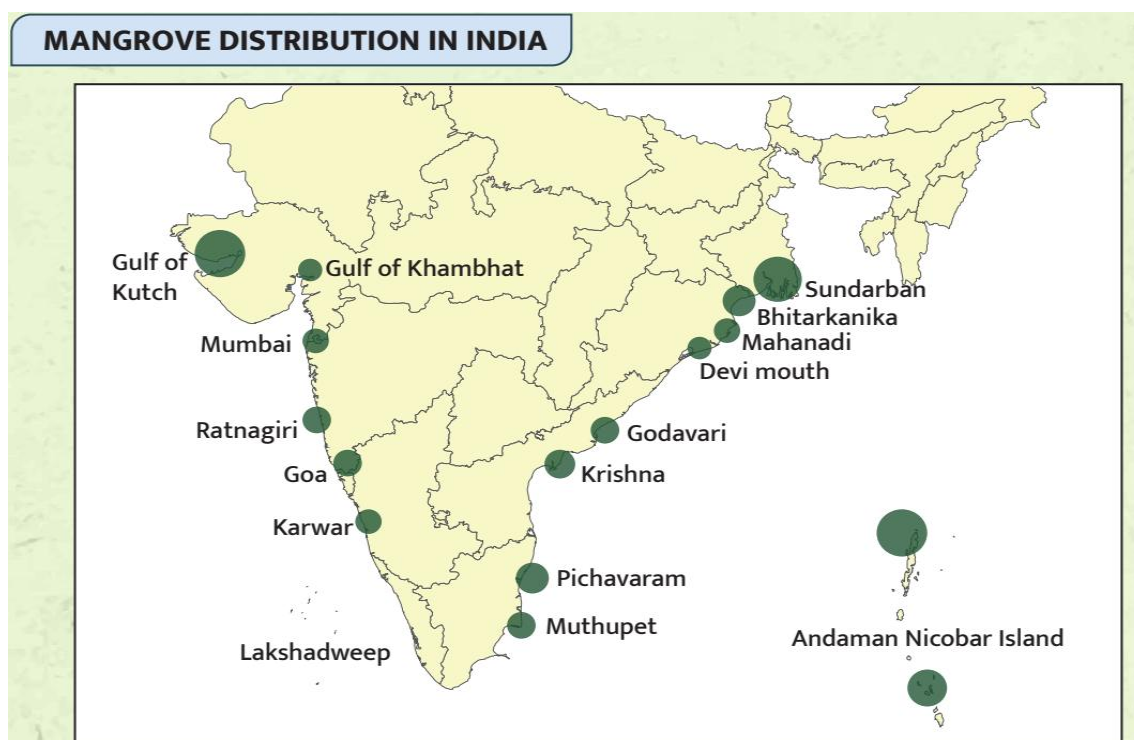 MANGROVE DISTRIBUTION IN INDIA
Gulf of
Kutch
Gulf of Khambhat
Sundarban
Bhitarkanika
Mumbai
Mahanadi
Devi mouth
Ratnagiri
Godavari
Goa
Krishna
Karwar
Pichavaram
Muthupet
Andaman Nicobar Island
Lakshadweep